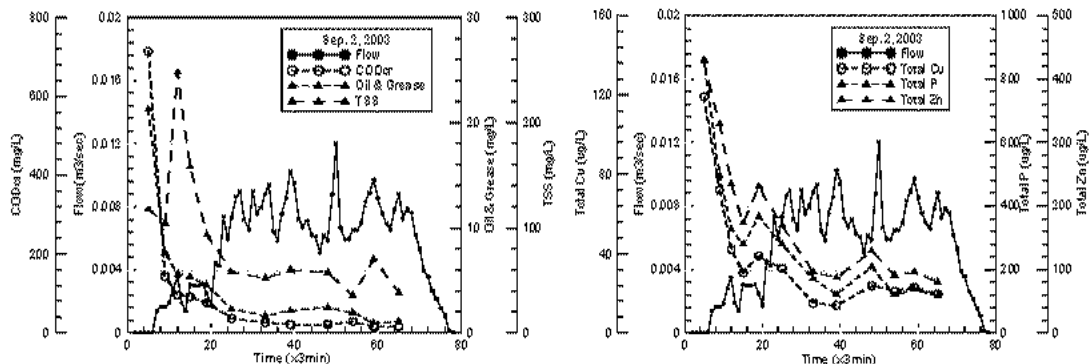 800
600
400
200
0
CODcr (mg/L)
0.02
0.016
0.012
0.008
0.004
0
Flow (m3/sec)
Sep. 2, 2003
Flow
CODcr
Oil & Grease
TSS
0
20
40
60
80
Time (x3min)
30
20
10
0
Oil & Grease (mg/L)
300
200
100
0
TSS (mg/L)
160
120
80
40
0
Total Cu (ug/L)
0.02
0.016
0.012
0.008
0.004
0
Flow (m3/sec)
Sep. 2, 2003
Flow
Total Cu
Total P
Total Zn
0
20
40
60
80
Time (x3min)
1000
800
600
400
200
0
Total P (ug/L)
500
400
300
200
100
0
Total Zn (ug/L)